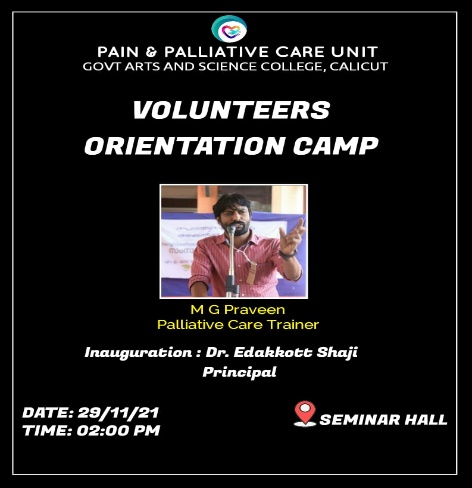 PAIN & PALLIATIVE CARE UNIT
GOVT ARTS AND SCIENCE COLLEGE, CALICUT
VOLUNTEERS
ORIENTATION CAMP
M G Praveen
Palliative Care Trainer
Inauguration : Dr. Edakkott Shaji
Principal
DATE: 29/11/21
TIME: 02:00 PM
SEMINAR HALL